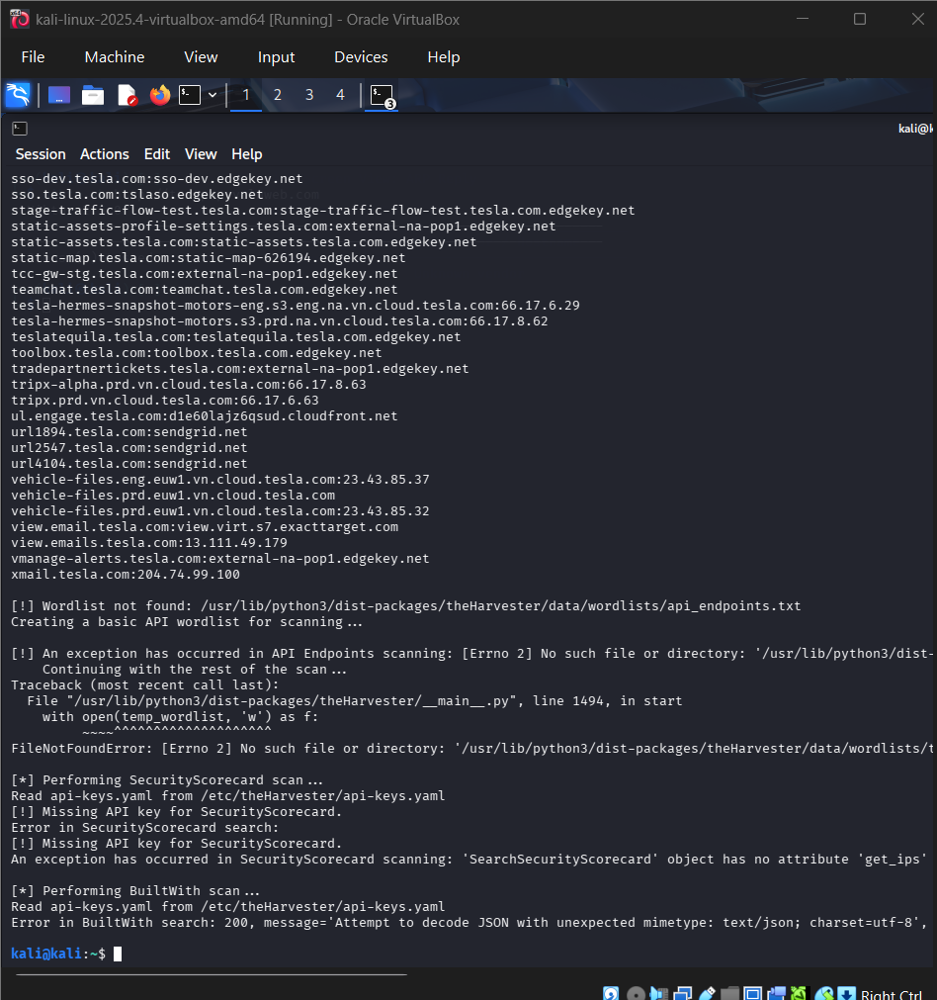 kali-linux-2025.4-virtualbox-amd64 [Running] - Oracle VirtualBox
File Machine View Input Devices Help
1 2 3 4 3
kali@k
Session Actions Edit View Help
sso-dev.tesla.com:sso-dev.edgekey.net
sso.tesla.com:tslaso.edgekey.net
stage-traffic-flow-test.tesla.com:stage-traffic-flow-test.tesla.com.edgekey.net
static-assets-profile-settings.tesla.com:external-na-pop1.edgekey.net
static-assets.tesla.com:static-assets.tesla.com.edgekey.net
static-map.tesla.com:static-map-626194.edgekey.net
tcc-gw-stg.tesla.com:external-na-pop1.edgekey.net
teamchat.tesla.com:teamchat.tesla.com.edgekey.net
tesla-hermes-snapshot-motors-eng.s3.eng.na.vn.cloud.tesla.com:66.17.6.29
tesla-hermes-snapshot-motors.s3.prd.na.vn.cloud.tesla.com:66.17.8.62
teslatequila.tesla.com:teslatequila.tesla.com.edgekey.net
toolbox.tesla.com:toolbox.tesla.com.edgekey.net
tradepartnertickets.tesla.com:external-na-pop1.edgekey.net
tripx-alpha.prd.vn.cloud.tesla.com:66.17.8.63
tripx.prd.vn.cloud.tesla.com:66.17.6.63
ul.engage.tesla.com:d1e60lajz6qsud.cloudfront.net
url1894.tesla.com:sendgrid.net
url2547.tesla.com:sendgrid.net
url4104.tesla.com:sendgrid.net
vehicle-files.eng.euw1.vn.cloud.tesla.com:23.43.85.37
vehicle-files.prd.euw1.vn.cloud.tesla.com
vehicle-files.prd.euw1.vn.cloud.tesla.com:23.43.85.32
view.email.tesla.com:view.virt.s7.exacttarget.com
view.emails.tesla.com:13.111.49.179
vmanage-alerts.tesla.com:external-na-pop1.edgekey.net
xmail.tesla.com:204.74.99.100
[!] Wordlist not found: /usr/lib/python3/dist-packages/theHarvester/data/wordlists/api_endpoints.txt
Creating a basic API wordlist for scanning...
[!] An exception has occurred in API Endpoints scanning: [Errno 2] No such file or directory: '/usr/lib/python3/dist-
Continuing with the rest of the scan...
Traceback (most recent call last):
File "/usr/lib/python3/dist-packages/theHarvester/__main__.py", line 1494, in start
with open(temp_wordlist, 'w') as f:
~~~~^^^^^^^^^^^^^^^^^^^^
FileNotFoundError: [Errno 2] No such file or directory: '/usr/lib/python3/dist-packages/theHarvester/data/wordlists/t
[*] Performing SecurityScorecard scan...
Read api-keys.yaml from /etc/theHarvester/api-keys.yaml
[!] Missing API key for SecurityScorecard.
Error in SecurityScorecard search:
[!] Missing API key for SecurityScorecard.
An exception has occurred in SecurityScorecard scanning: 'SearchSecurityScorecard' object has no attribute 'get_ips'
[*] Performing BuiltWith scan...
Read api-keys.yaml from /etc/theHarvester/api-keys.yaml
Error in BuiltWith search: 200, message='Attempt to decode JSON with unexpected mimetype: text/json; charset=utf-8',
kali@kali:~$
Right Ctrl